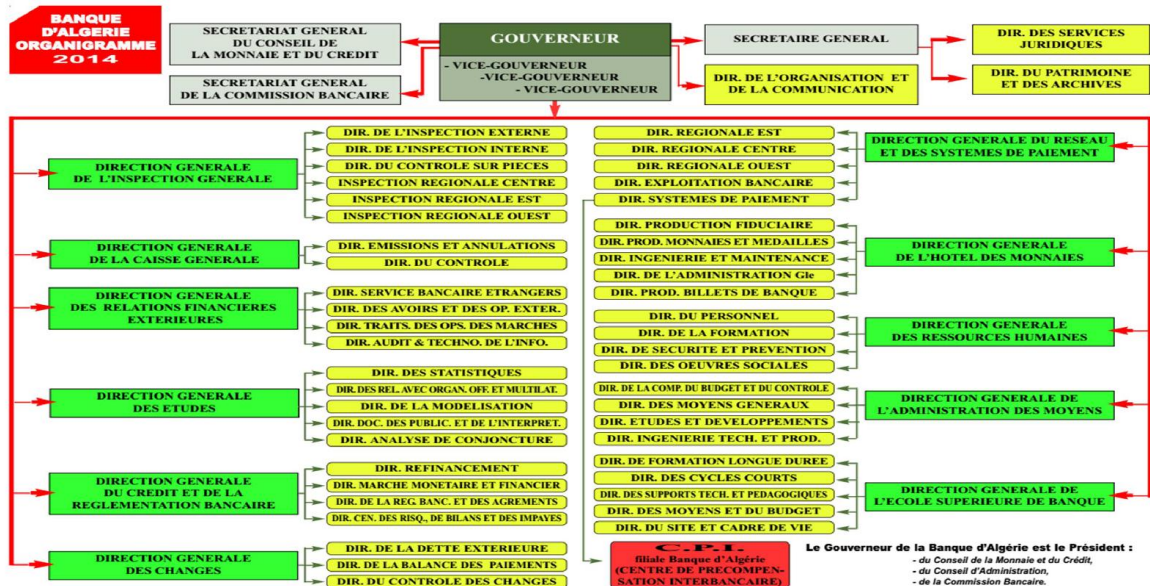 BANQUE
D'ALGERIE
ORGANIGRAMME
2014
SECRETARIAT GENERAL
DU CONSEIL DE
LA MONNAIE ET DU CREDIT
SECRETARIAT GENERAL
DE LA COMMISSION BANCAIRE
GOUVERNEUR
- VICE-GOUVERNEUR
-VICE-GOUVERNEUR
- VICE-GOUVERNEUR
SECRETAIRE GENERAL
DIR. DE L'ORGANISATION ET
DE LA COMMUNICATION
DIR. DES SERVICES
JURIDIQUES
DIR. DU PATRIMOINE
ET DES ARCHIVES
DIRECTION GENERALE
DE L'INSPECTION GENERALE
DIR. DE L'INSPECTION EXTERNE
DIR. DE L'INSPECTION INTERNE
DIR. DU CONTROLE SUR PIECES
INSPECTION REGIONALE CENTRE
INSPECTION REGIONALE EST
INSPECTION REGIONALE OUEST
DIRECTION GENERALE
DE LA CAISSE GENERALE
DIR. EMISSIONS ET ANNULATIONS
DIR. DU CONTROLE
DIRECTION GENERALE
DES RELATIONS FINANCIERES
EXTERIEURES
DIR. SERVICE BANCAIRE ETRANGERS
DIR. DES AVOIRS ET DES OP. EXTER.
DIR. TRAITS. DES OPS. DES MARCHES
DIR. AUDIT & TECHNO. DE L'INFO.
DIRECTION GENERALE
DES ETUDES
DIR. DES STATISTIQUES
DIR. DES REL. AVEC ORGAN. OFF. ET MULTILAT.
DIR. DE LA MODELISATION
DIR. DOC. DES PUBLIC. ET DE L'INTERPRET.
DIR. ANALYSE DE CONJONCTURE
DIRECTION GENERALE
DU CREDIT ET DE LA
REGLEMENTATION BANCAIRE
DIR. REFINANCEMENT
DIR. MARCHE MONETAIRE ET FINANCIER
DIR. DE LA REG. BANC. ET DES AGREMENTS
DIR. CEN. DES RISQ., DE BILANS ET DES IMPAYES
DIRECTION GENERALE
DES CHANGES
DIR. DE LA DETTE EXTERIEURE
DIR. DE LA BALANCE DES PAIEMENTS
DIR. DU CONTROLE DES CHANGES
DIR. REGIONALE EST
DIR. REGIONALE CENTRE
DIR. REGIONALE OUEST
DIR. EXPLOITATION BANCAIRE
DIR. SYSTEMES DE PAIEMENT
DIRECTION GENERALE DU RESEAU
ET DES SYSTEMES DE PAIEMENT
DIR. PRODUCTION FIDUCIAIRE
DIR. PROD. MONNAIES ET MEDAILLES
DIR. INGENIERIE ET MAINTENANCE
DIR. DE L'ADMINISTRATION Gle
DIR. PROD. BILLETS DE BANQUE
DIRECTION GENERALE
DE L'HOTEL DES MONNAIES
DIR. DU PERSONNEL
DIR. DE LA FORMATION
DIR. DE SECURITE ET PREVENTION
DIR. DES OEUVRES SOCIALES
DIRECTION GENERALE
DES RESSOURCES HUMAINES
DIR. DE LA COMP. DU BUDGET ET DU CONTROLE
DIR. DES MOYENS GENERAUX
DIR. ETUDES ET DEVELOPPEMENTS
DIR. INGENIERIE TECH. ET PROD.
DIRECTION GENERALE DE
L'ADMINISTRATION DES MOYENS
DIR. DE FORMATION LONGUE DUREE
DIR. DES CYCLES COURTS
DIR. DES SUPPORTS TECH. ET PEDAGOGIQUES
DIR. DES MOYENS ET DU BUDGET
DIR. DU SITE ET CADRE DE VIE
DIRECTION GENERALE DE
L'ECOLE SUPERIEURE DE BANQUE
C.P.I.
filiale Banque d'Algérie
(CENTRE DE PRECOMPEN-
SATION INTERBANCAIRE)
Le Gouverneur de la Banque d'Algérie est le Président :
- du Conseil de la Monnaie et du Crédit,
- du Conseil d'Administration,
- de la Commission Bancaire.